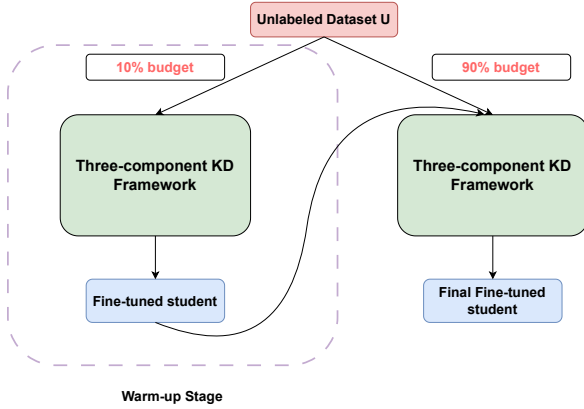 Unlabeled Dataset U
10% budget
90% budget
Three-component KD
Framework
Three-component KD
Framework
Fine-tuned student
Final Fine-tuned
student
Warm-up Stage